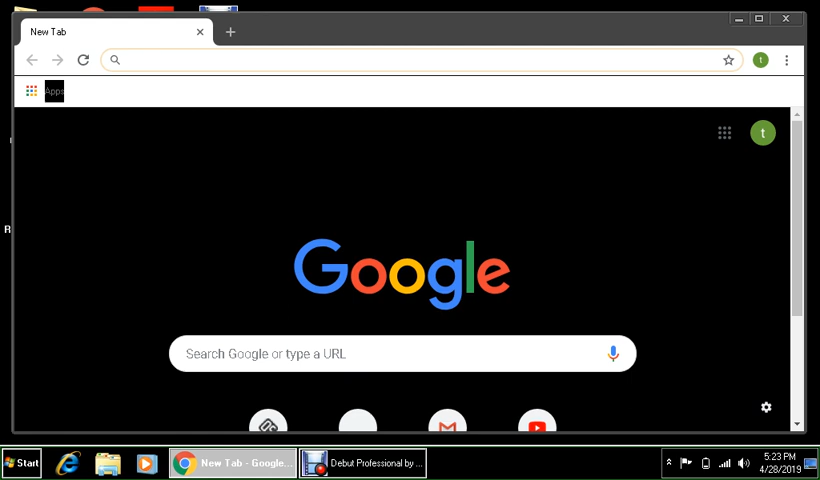 New Tab
t
Apps
t
Google
Search Google or type a URL
R
Start
New Tab - Google...
Debut Professional by ...
5:23 PM
4/28/2019